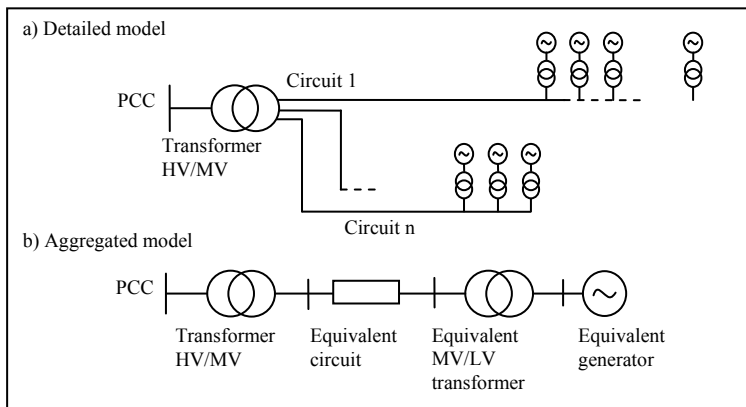 a) Detailed model
Circuit 1
PCC
Transformer
HV/MV
Circuit n
b) Aggregated model
PCC
Transformer
HV/MV
Equivalent
circuit
Equivalent
MV/LV
transformer
Equivalent
generator